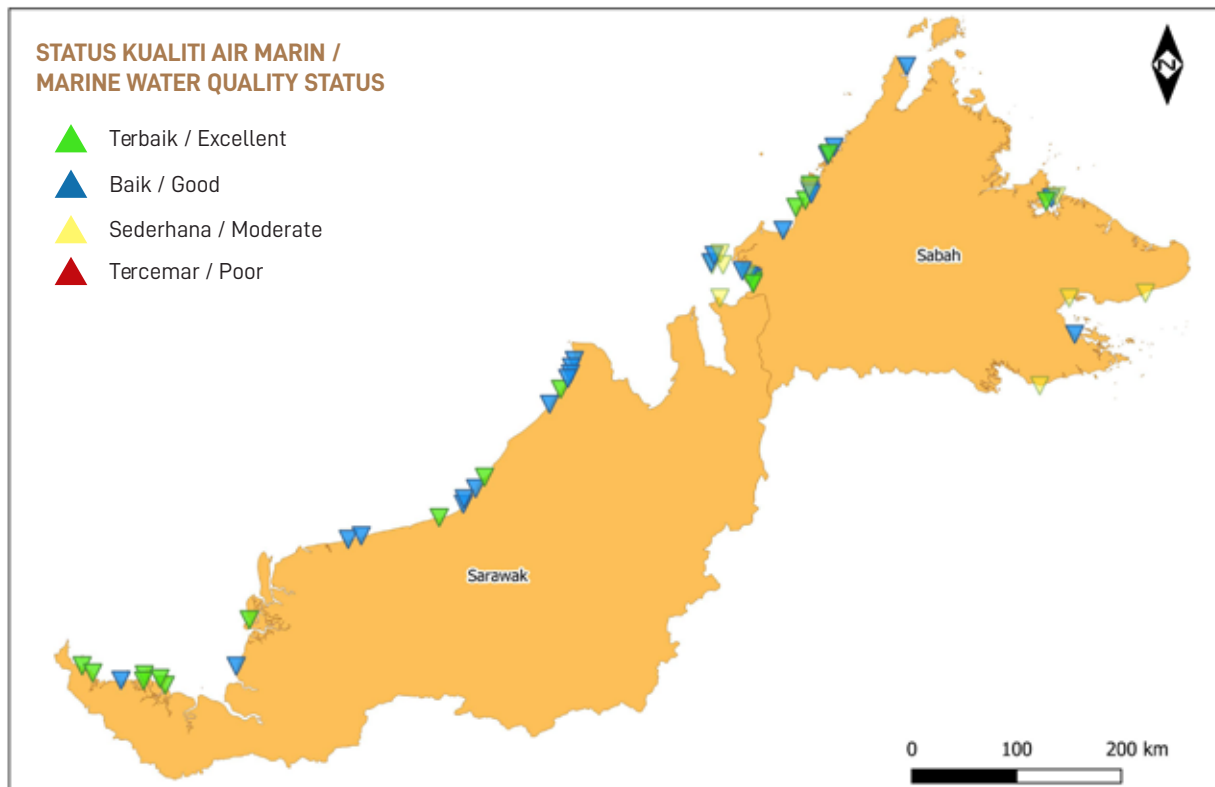 STATUS KUALITI AIR MARIN /
MARINE WATER QUALITY STATUS
Terbaik / Excellent
Baik / Good
Sederhana / Moderate
Tercemar / Poor
N
Sabah
Sarawak
0 100 200 km